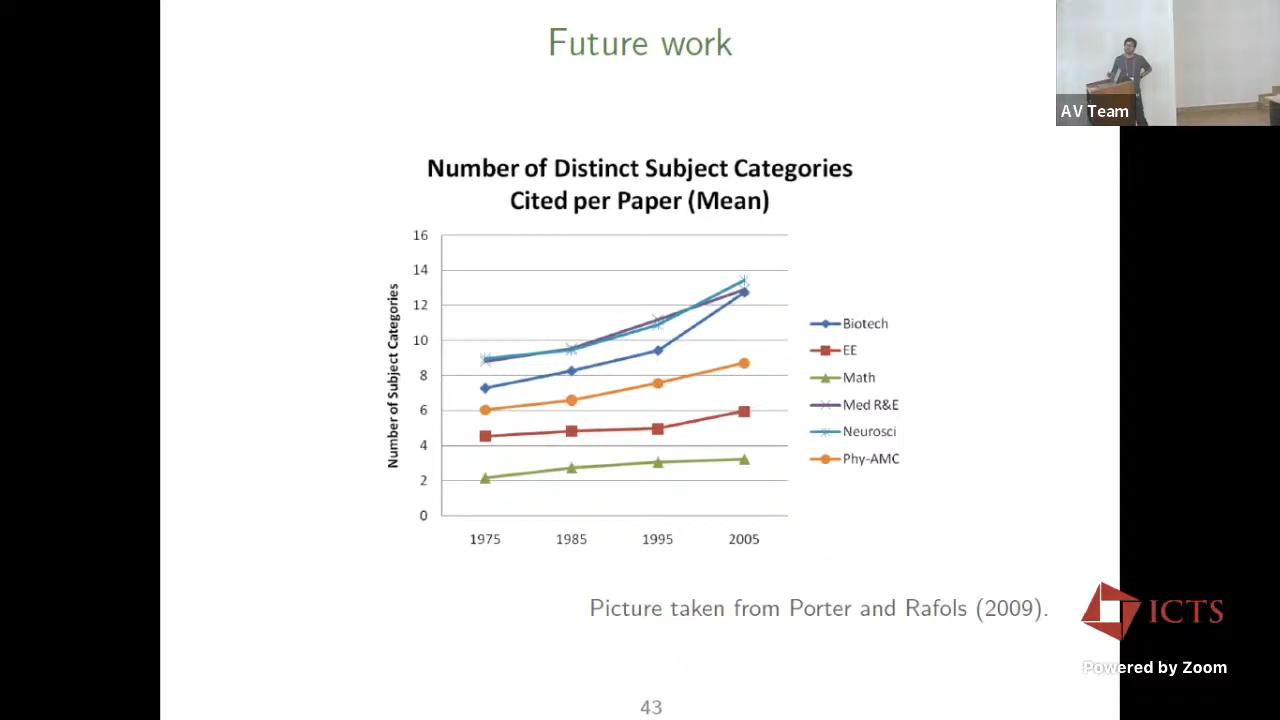 Future work
AV Team
Number of Distinct Subject Categories
Cited per Paper (Mean)
Number of Subject Categories
16
14
12
10
8
6
4
2
0
1975 1985 1995 2005
Biotech
EE
Math
Med R&E
Neurosci
Phy-AMC
Picture taken from Porter and Rafols (2009).
ICTS
Powered by Zoom
43